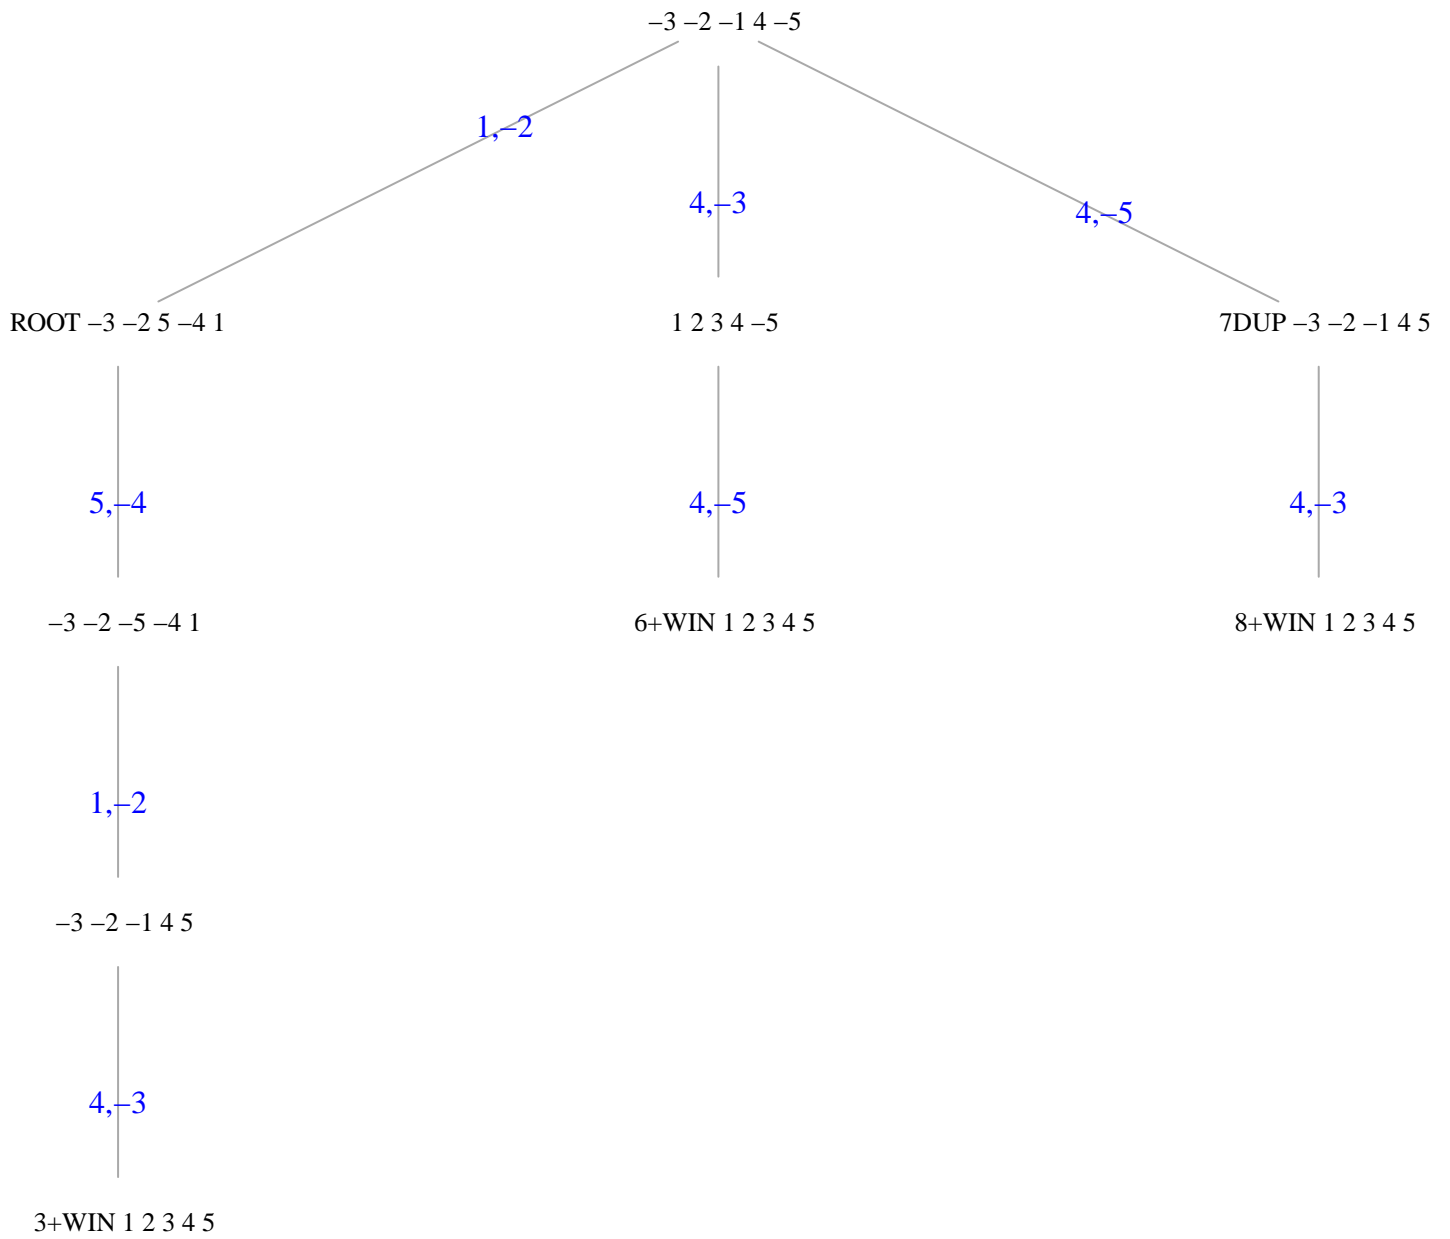 –3 –2 –1 4 –5
1,–2
4,–3
4,–5
ROOT –3 –2 5 –4 1
1 2 3 4 –5
7DUP –3 –2 –1 4 5
5,–4
4,–5
4,–3
–3 –2 –5 –4 1
6+WIN 1 2 3 4 5
8+WIN 1 2 3 4 5
1,–2
–3 –2 –1 4 5
4,–3
3+WIN 1 2 3 4 5